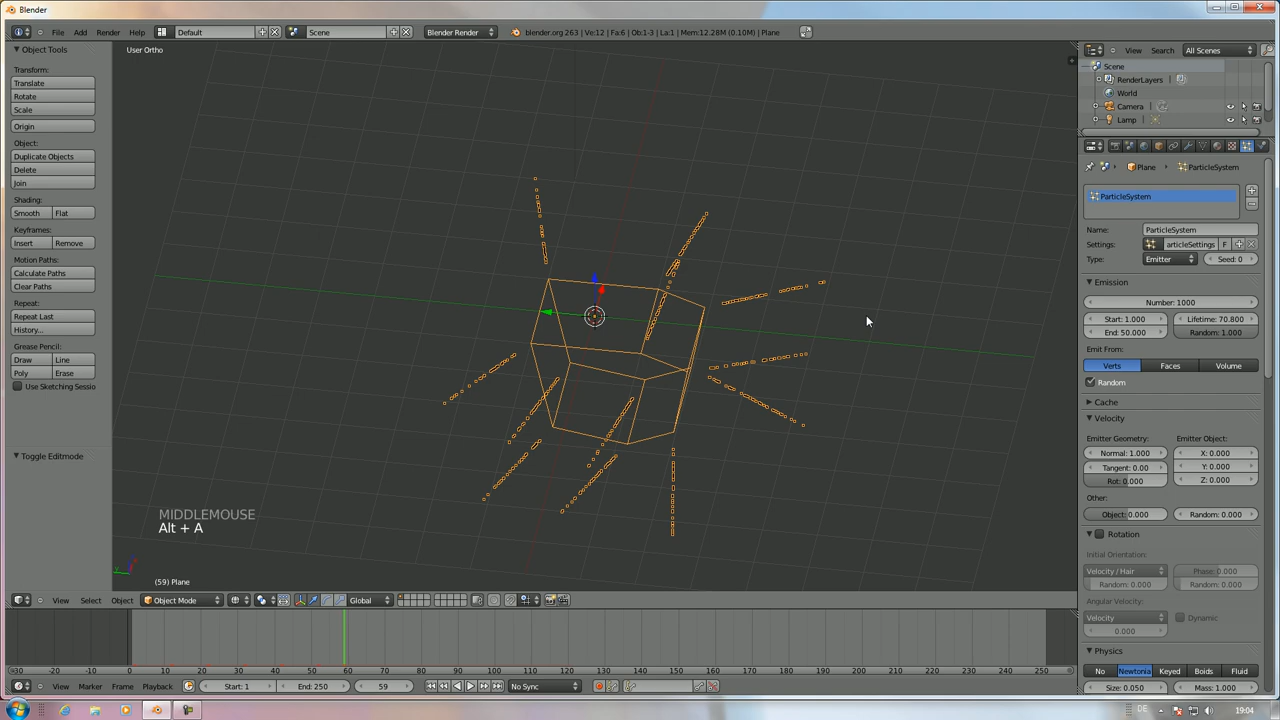 Blender
File Add Render Help Default Scene Blender Render blender.org 263 | Ve:12 | Fa:6 | Ob:1-3 | La:1 | Mem:12.28M (0.10M) | Plane
View Search All Scenes
Object Tools
User Ortho
Scene
Transform:
RenderLayers
Translate
World
Rotate
Camera
Scale
Lamp
Origin
Object:
Duplicate Objects
Delete
Join
Plane ParticleSystem
Shading:
ParticleSystem
Smooth Flat
Keyframes:
Name: ParticleSystem
Insert Remove
Settings: articleSettings F
Motion Paths:
Type: Emitter Seed: 0
Calculate Paths
Emission
Clear Paths
Number: 1000
Repeat:
Start: 1.000 Lifetime: 70.800
Repeat Last
End: 50.000 Random: 1.000
History...
Emit From:
Grease Pencil:
Verts Faces Volume
Draw Line
Poly Erase
Random
Use Sketching Sessio
Cache
Velocity
Emitter Geometry: Emitter Object:
Normal: 1.000 X: 0.000
Toggle Editmode
Tangent: 0.00 Y: 0.000
Rot: 0.000 Z: 0.000
Other:
Object: 0.000 Random: 0.000
MIDDLEMOUSE
Alt + A
Rotation
Initial Orientation:
Velocity / Hair Phase: 0.000
Random: 0.000 Random: 0.000
(59) Plane
Angular Velocity:
View Select Object Object Mode Global
Velocity Dynamic
0.000
Physics
-30 -20 -10 0 10 20 30 40 50 60 70 80 90 100 110 120 130 140 150 160 170 180 190 200 210 220 230 240 250
No Newtonia Keyed Boids Fluid
View Marker Frame Playback Start: 1 End: 250 59 No Sync
Size: 0.050 Mass: 1.000
DE 19:04